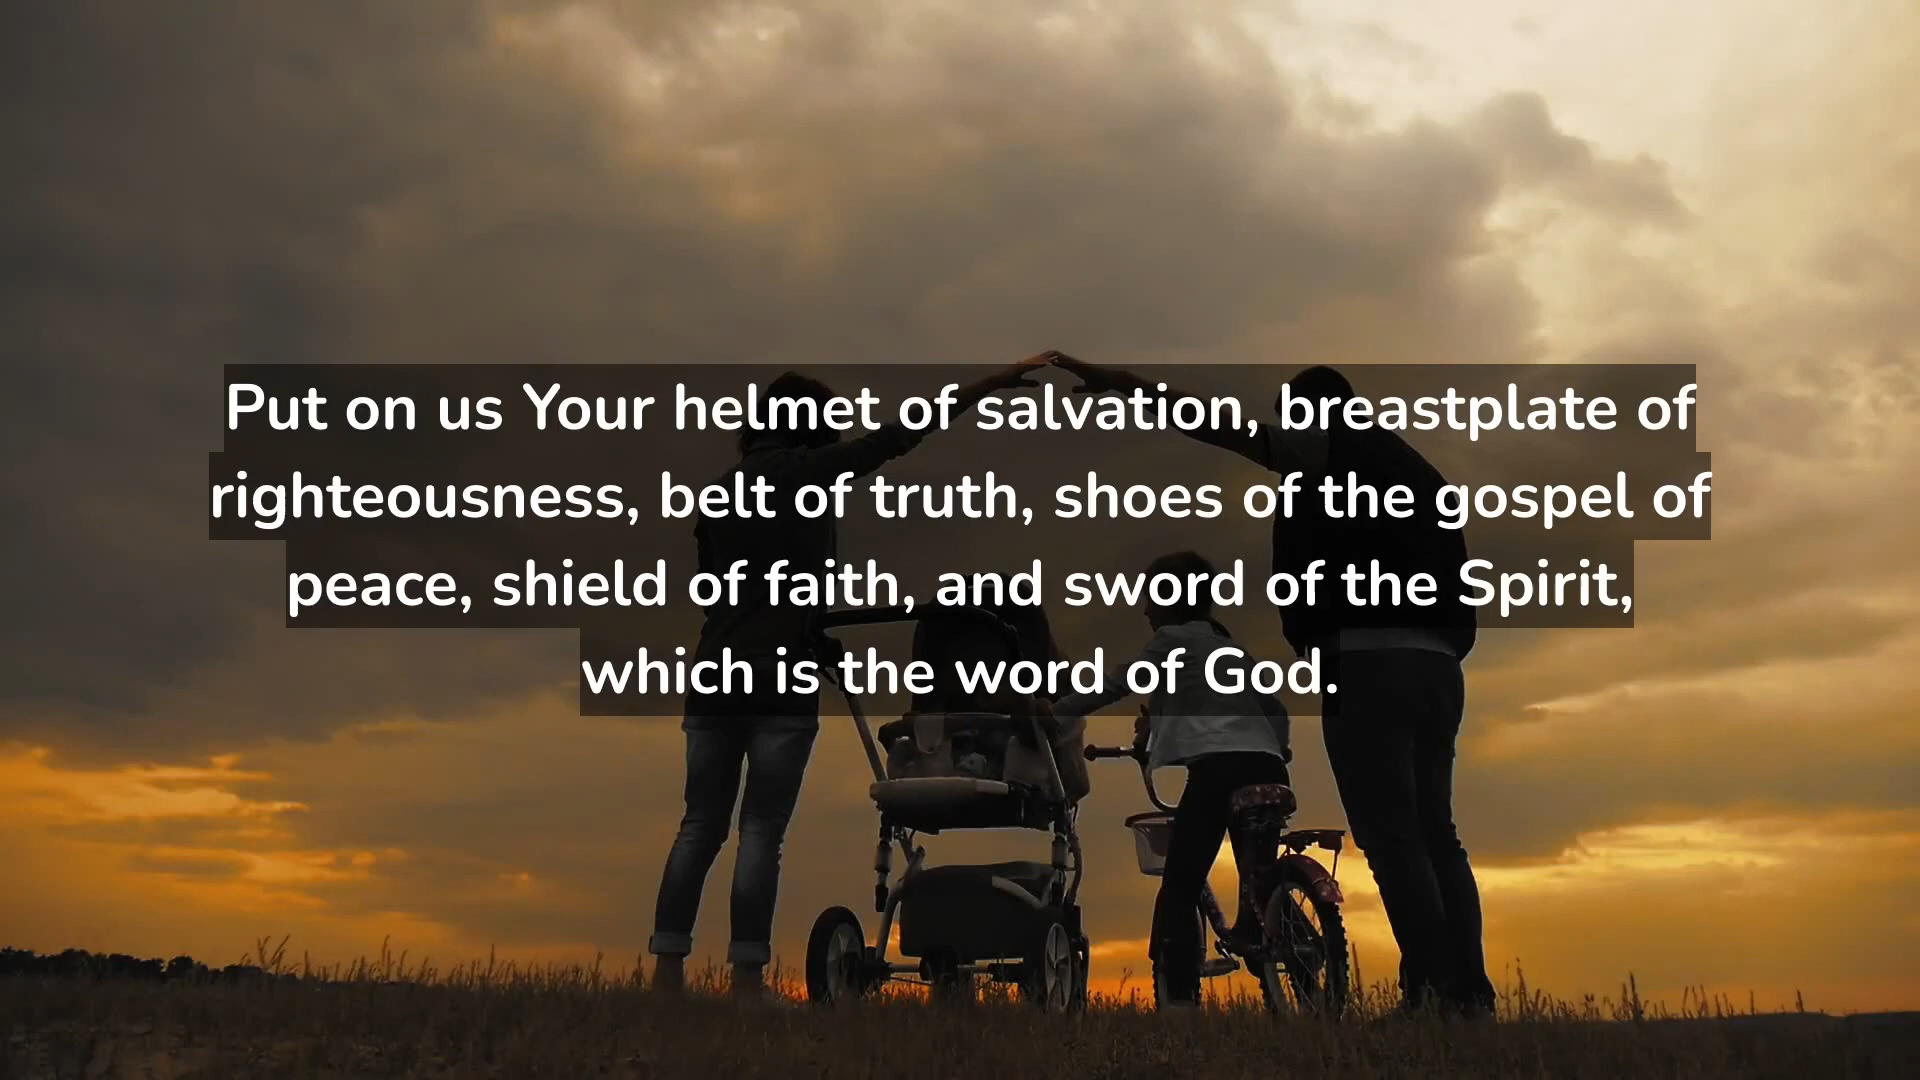 Put on us Your helmet of salvation, breastplate of
righteousness, belt of truth, shoes of the gospel of
peace, shield of faith, and sword of the Spirit,
which is the word of God.